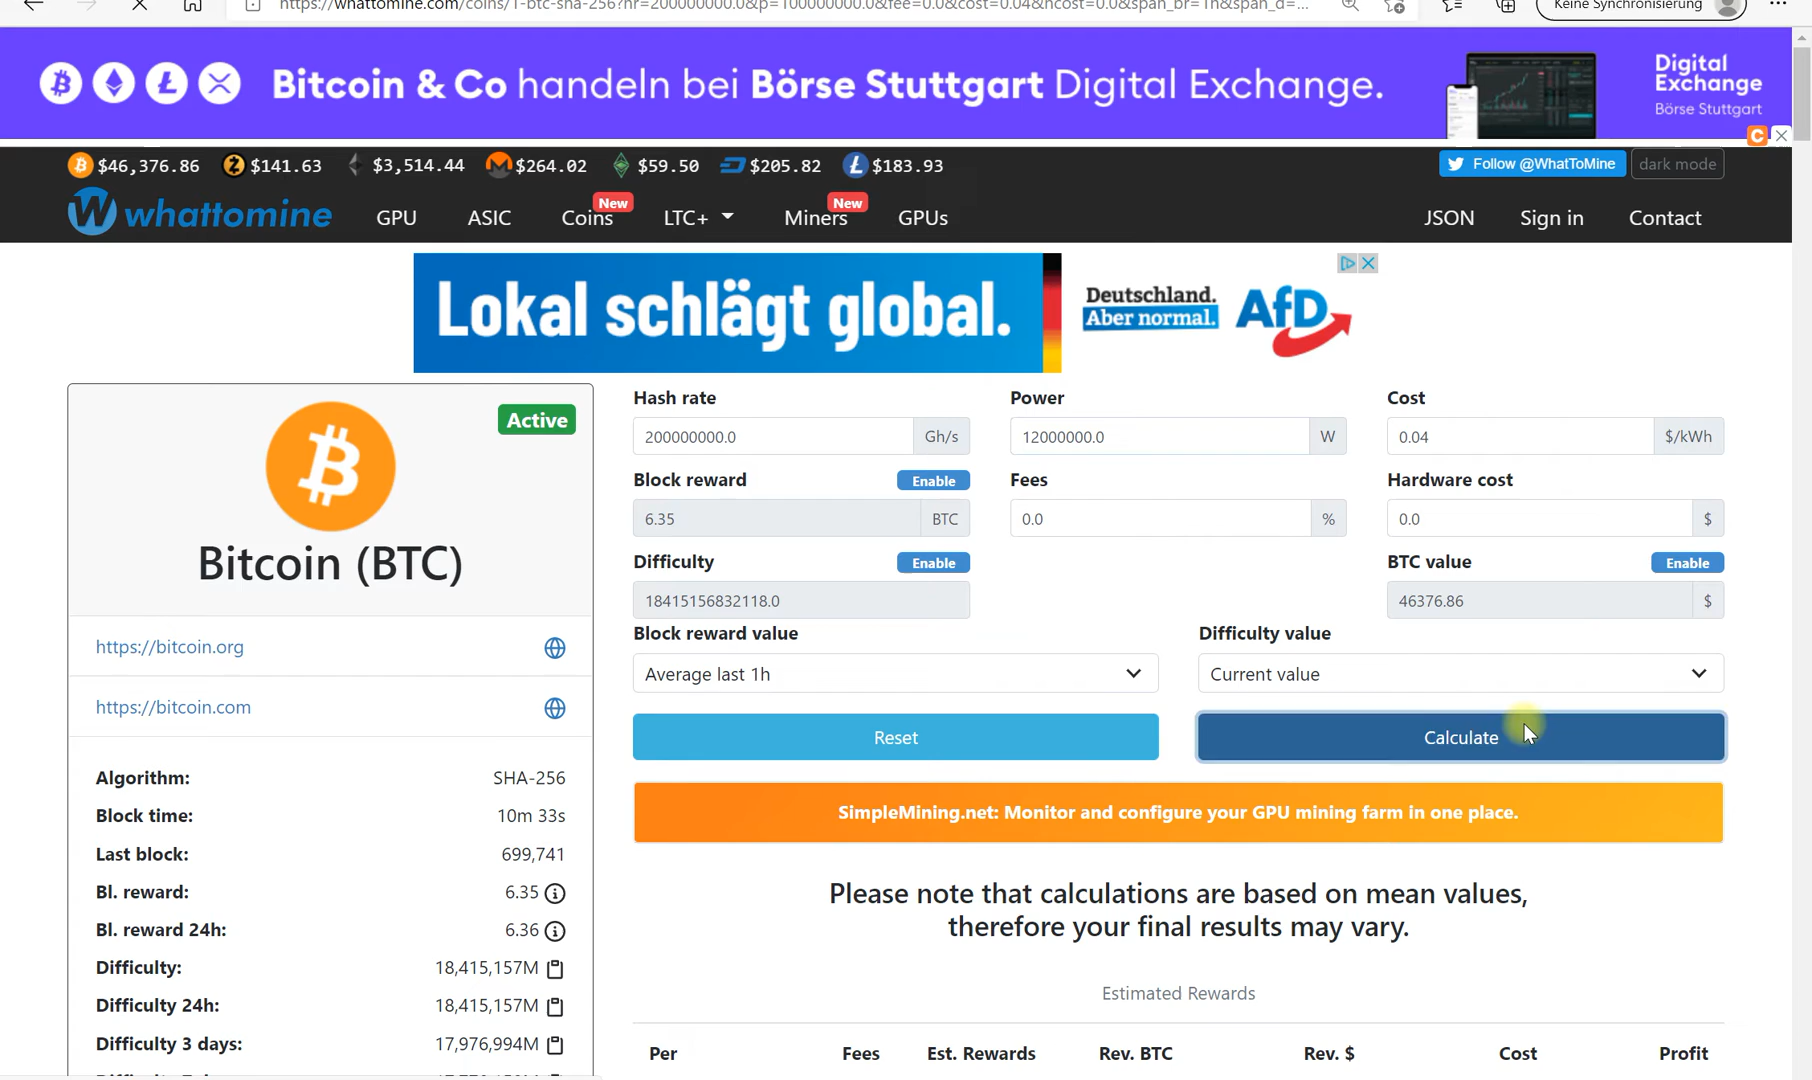 https://whattomine.com/coins/1-btc-sha-256?hr=200000000.0&p=100000000.0&fee=0.0&cost=0.04&hcost=0.0&span_br=1h&span_d=...
Keine Synchronisierung
Bitcoin & Co handeln bei Börse Stuttgart Digital Exchange.
Digital
Exchange
Börse Stuttgart
$46,376.86 $141.63 $3,514.44 $264.02 $59.50 $205.82 $183.93
Follow @WhatToMine dark mode
whattomine GPU ASIC Coins New LTC+ Miners New GPUs JSON Sign in Contact
Lokal schlägt global.
Deutschland.
Aber normal.
AfD
Active
Bitcoin (BTC)
https://bitcoin.org
https://bitcoin.com
Algorithm: SHA-256
Block time: 10m 33s
Last block: 699,741
Bl. reward: 6.35
Bl. reward 24h: 6.36
Difficulty: 18,415,157M
Difficulty 24h: 18,415,157M
Difficulty 3 days: 17,976,994M
Hash rate Power Cost
200000000.0 Gh/s 12000000.0 W 0.04 $/kWh
Block reward Enable Fees Hardware cost
6.35 BTC 0.0 % 0.0 $
Difficulty Enable BTC value Enable
18415156832118.0 46376.86 $
Block reward value Difficulty value
Average last 1h Current value
Reset Calculate
SimpleMining.net: Monitor and configure your GPU mining farm in one place.
Please note that calculations are based on mean values,
therefore your final results may vary.
Estimated Rewards
Per Fees Est. Rewards Rev. BTC Rev. $ Cost Profit